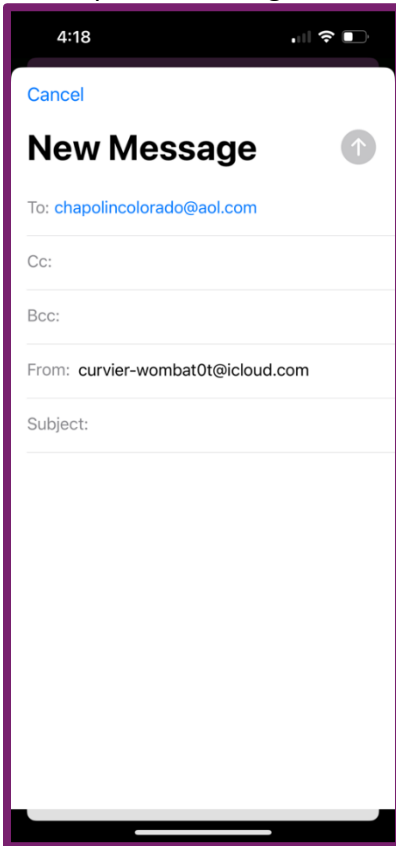 4:18
Cancel
New Message
To: chapolincolorado@aol.com
Cc:
Bcc:
From: curvier-wombat0t@icloud.com
Subject: